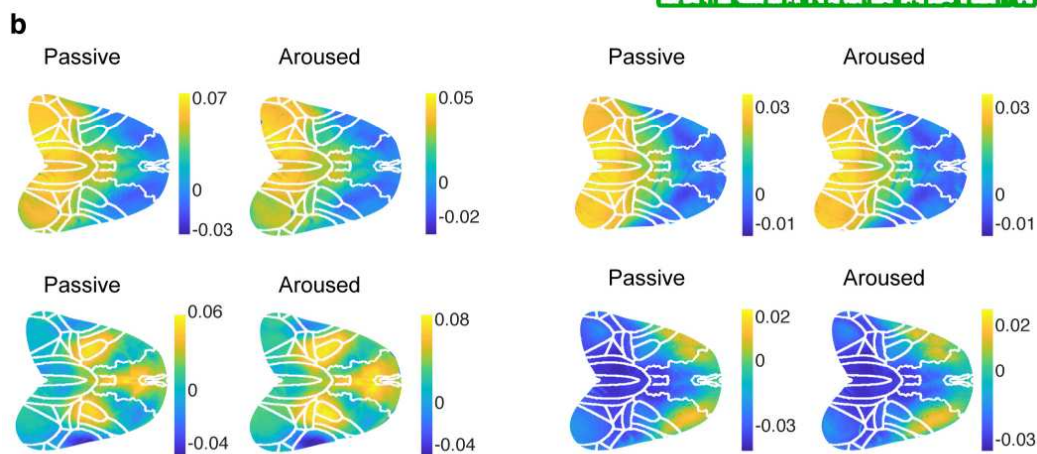 b
Passive Aroused Passive Aroused
0.07 0.05 0.03 0.03
0 0 0 0
-0.03 -0.02 -0.01 -0.01
Passive Aroused Passive Aroused
0.06 0.08 0.02 0.02
0 0 0 0
-0.04 -0.04 -0.03 -0.03